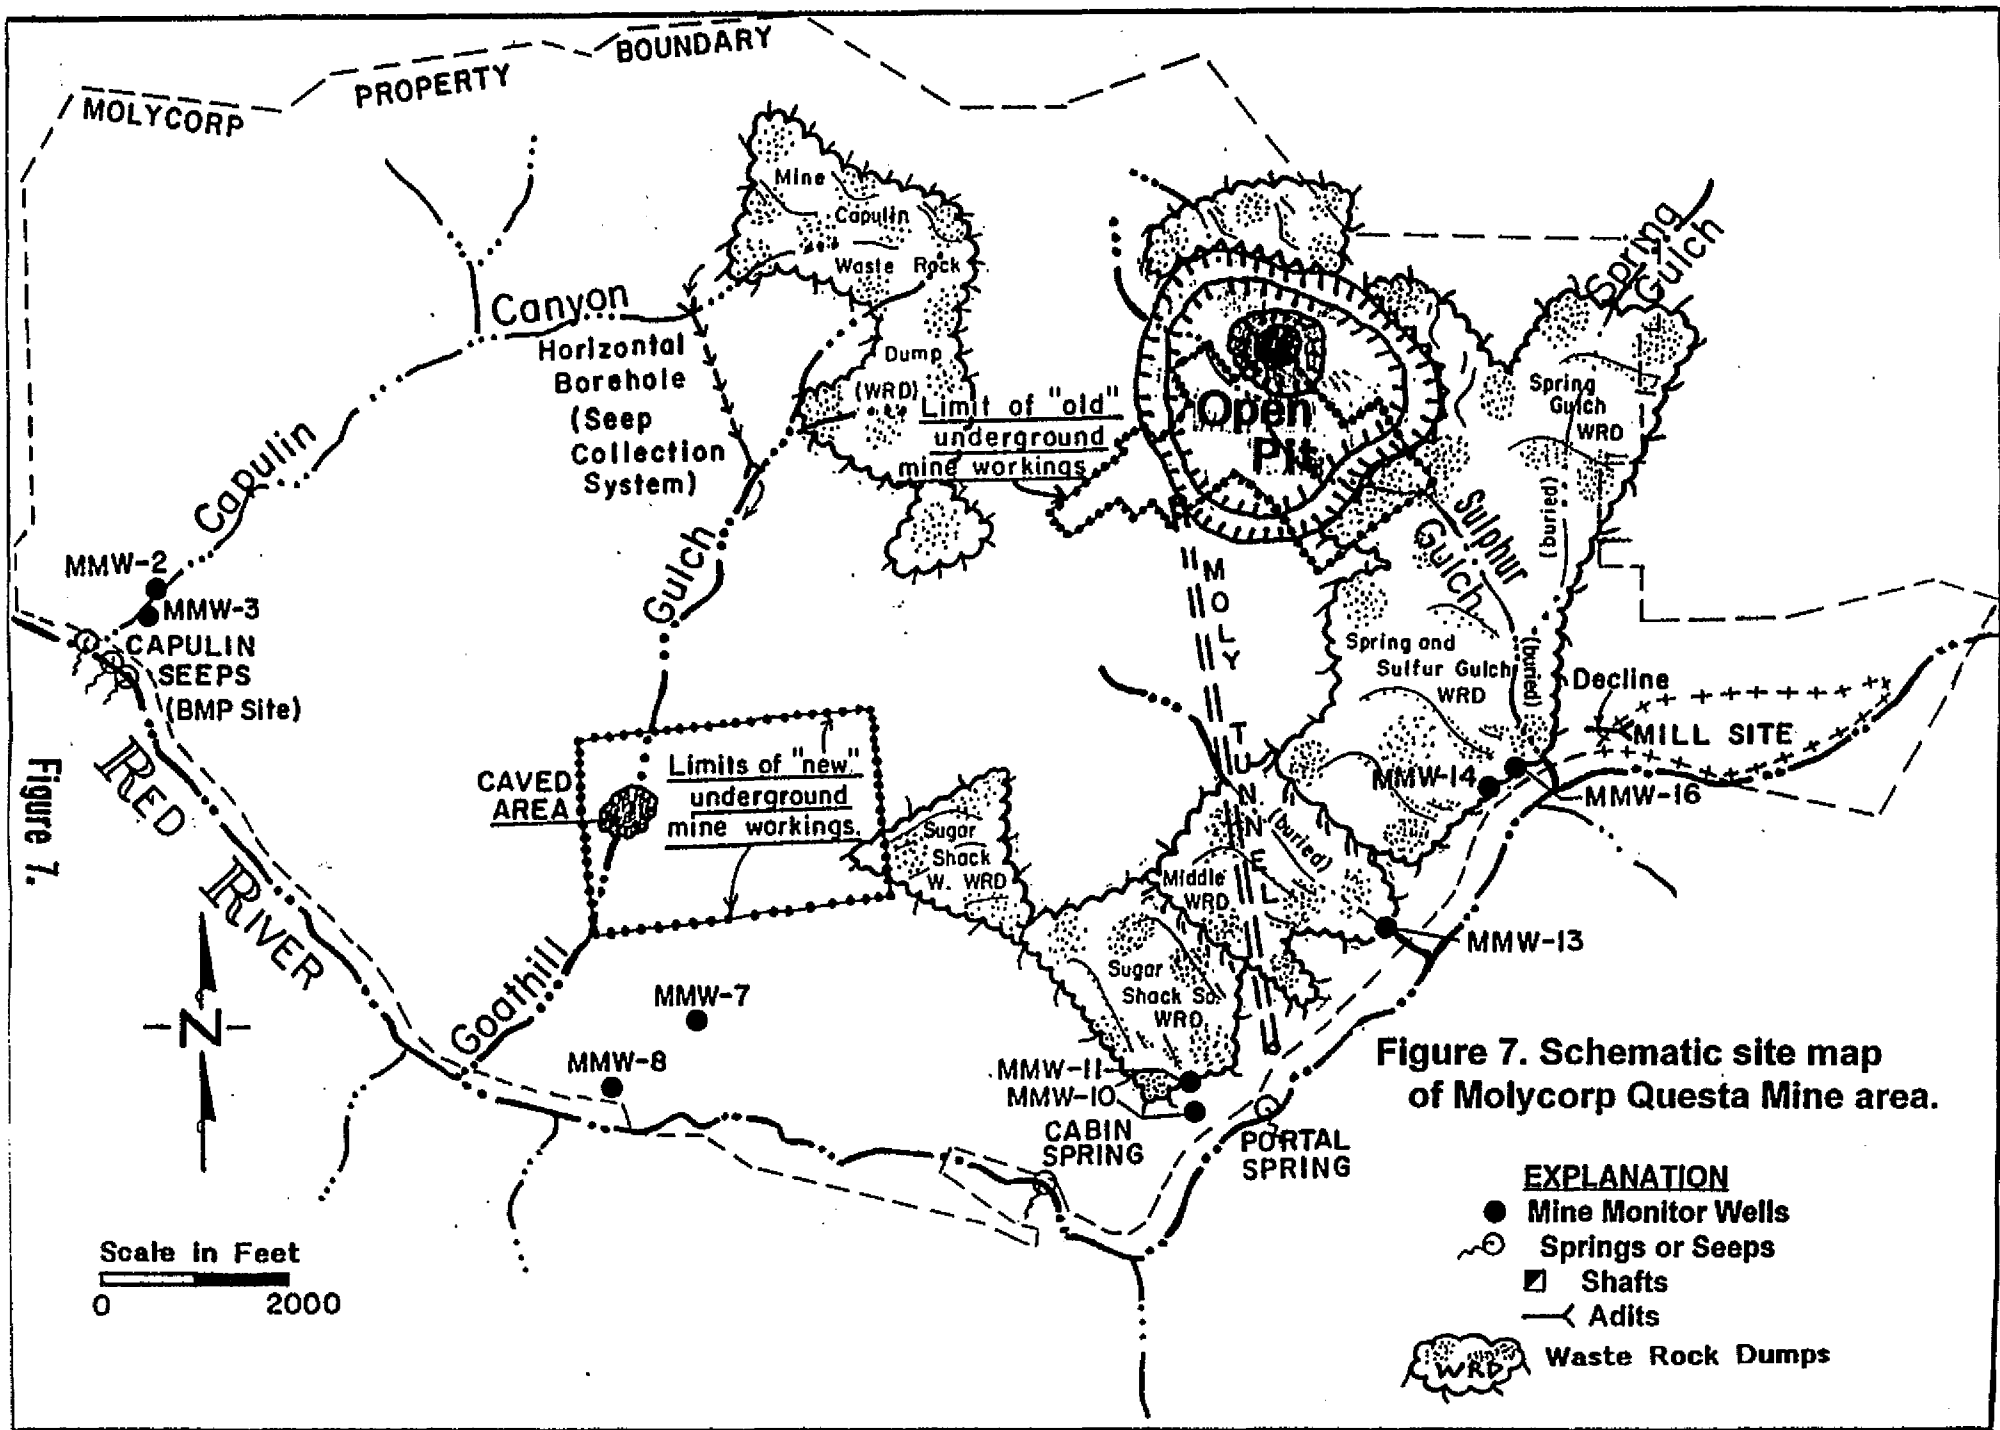 MOLYCORP
PROPERTY
BOUNDARY
Mine
Capulin
Waste Rock
Dump
(WRD)
Spring
Gulch
Canyon
Horizontal
Borehole
(Seep
Collection
System)
Capulin
Limit of "old"
underground
mine workings
Open
Pit
Spring
Gulch
WRD
(buried)
Sulphur
Gulch
Gulch
MMW-2
MMW-3
CAPULIN
SEEPS
(BMP Site)
MOLY
TUNNEL
Spring and
Sulfur Gulch
WRD
(buried)
Decline
MILL SITE
MMW-14
MMW-16
RED
RIVER
Figure 7.
CAVED
AREA
Limits of "new"
underground
mine workings.
Sugar
Shack
W. WRD
Middle
WRD
(buried)
MMW-13
Sugar
Shack So.
WRD
Goathill
MMW-7
MMW-8
N
MMW-11
MMW-10
CABIN
SPRING
PORTAL
SPRING
Figure 7. Schematic site map
of Molycorp Questa Mine area.
EXPLANATION
Mine Monitor Wells
Springs or Seeps
Shafts
Adits
WRD Waste Rock Dumps
Scale in Feet
0 2000